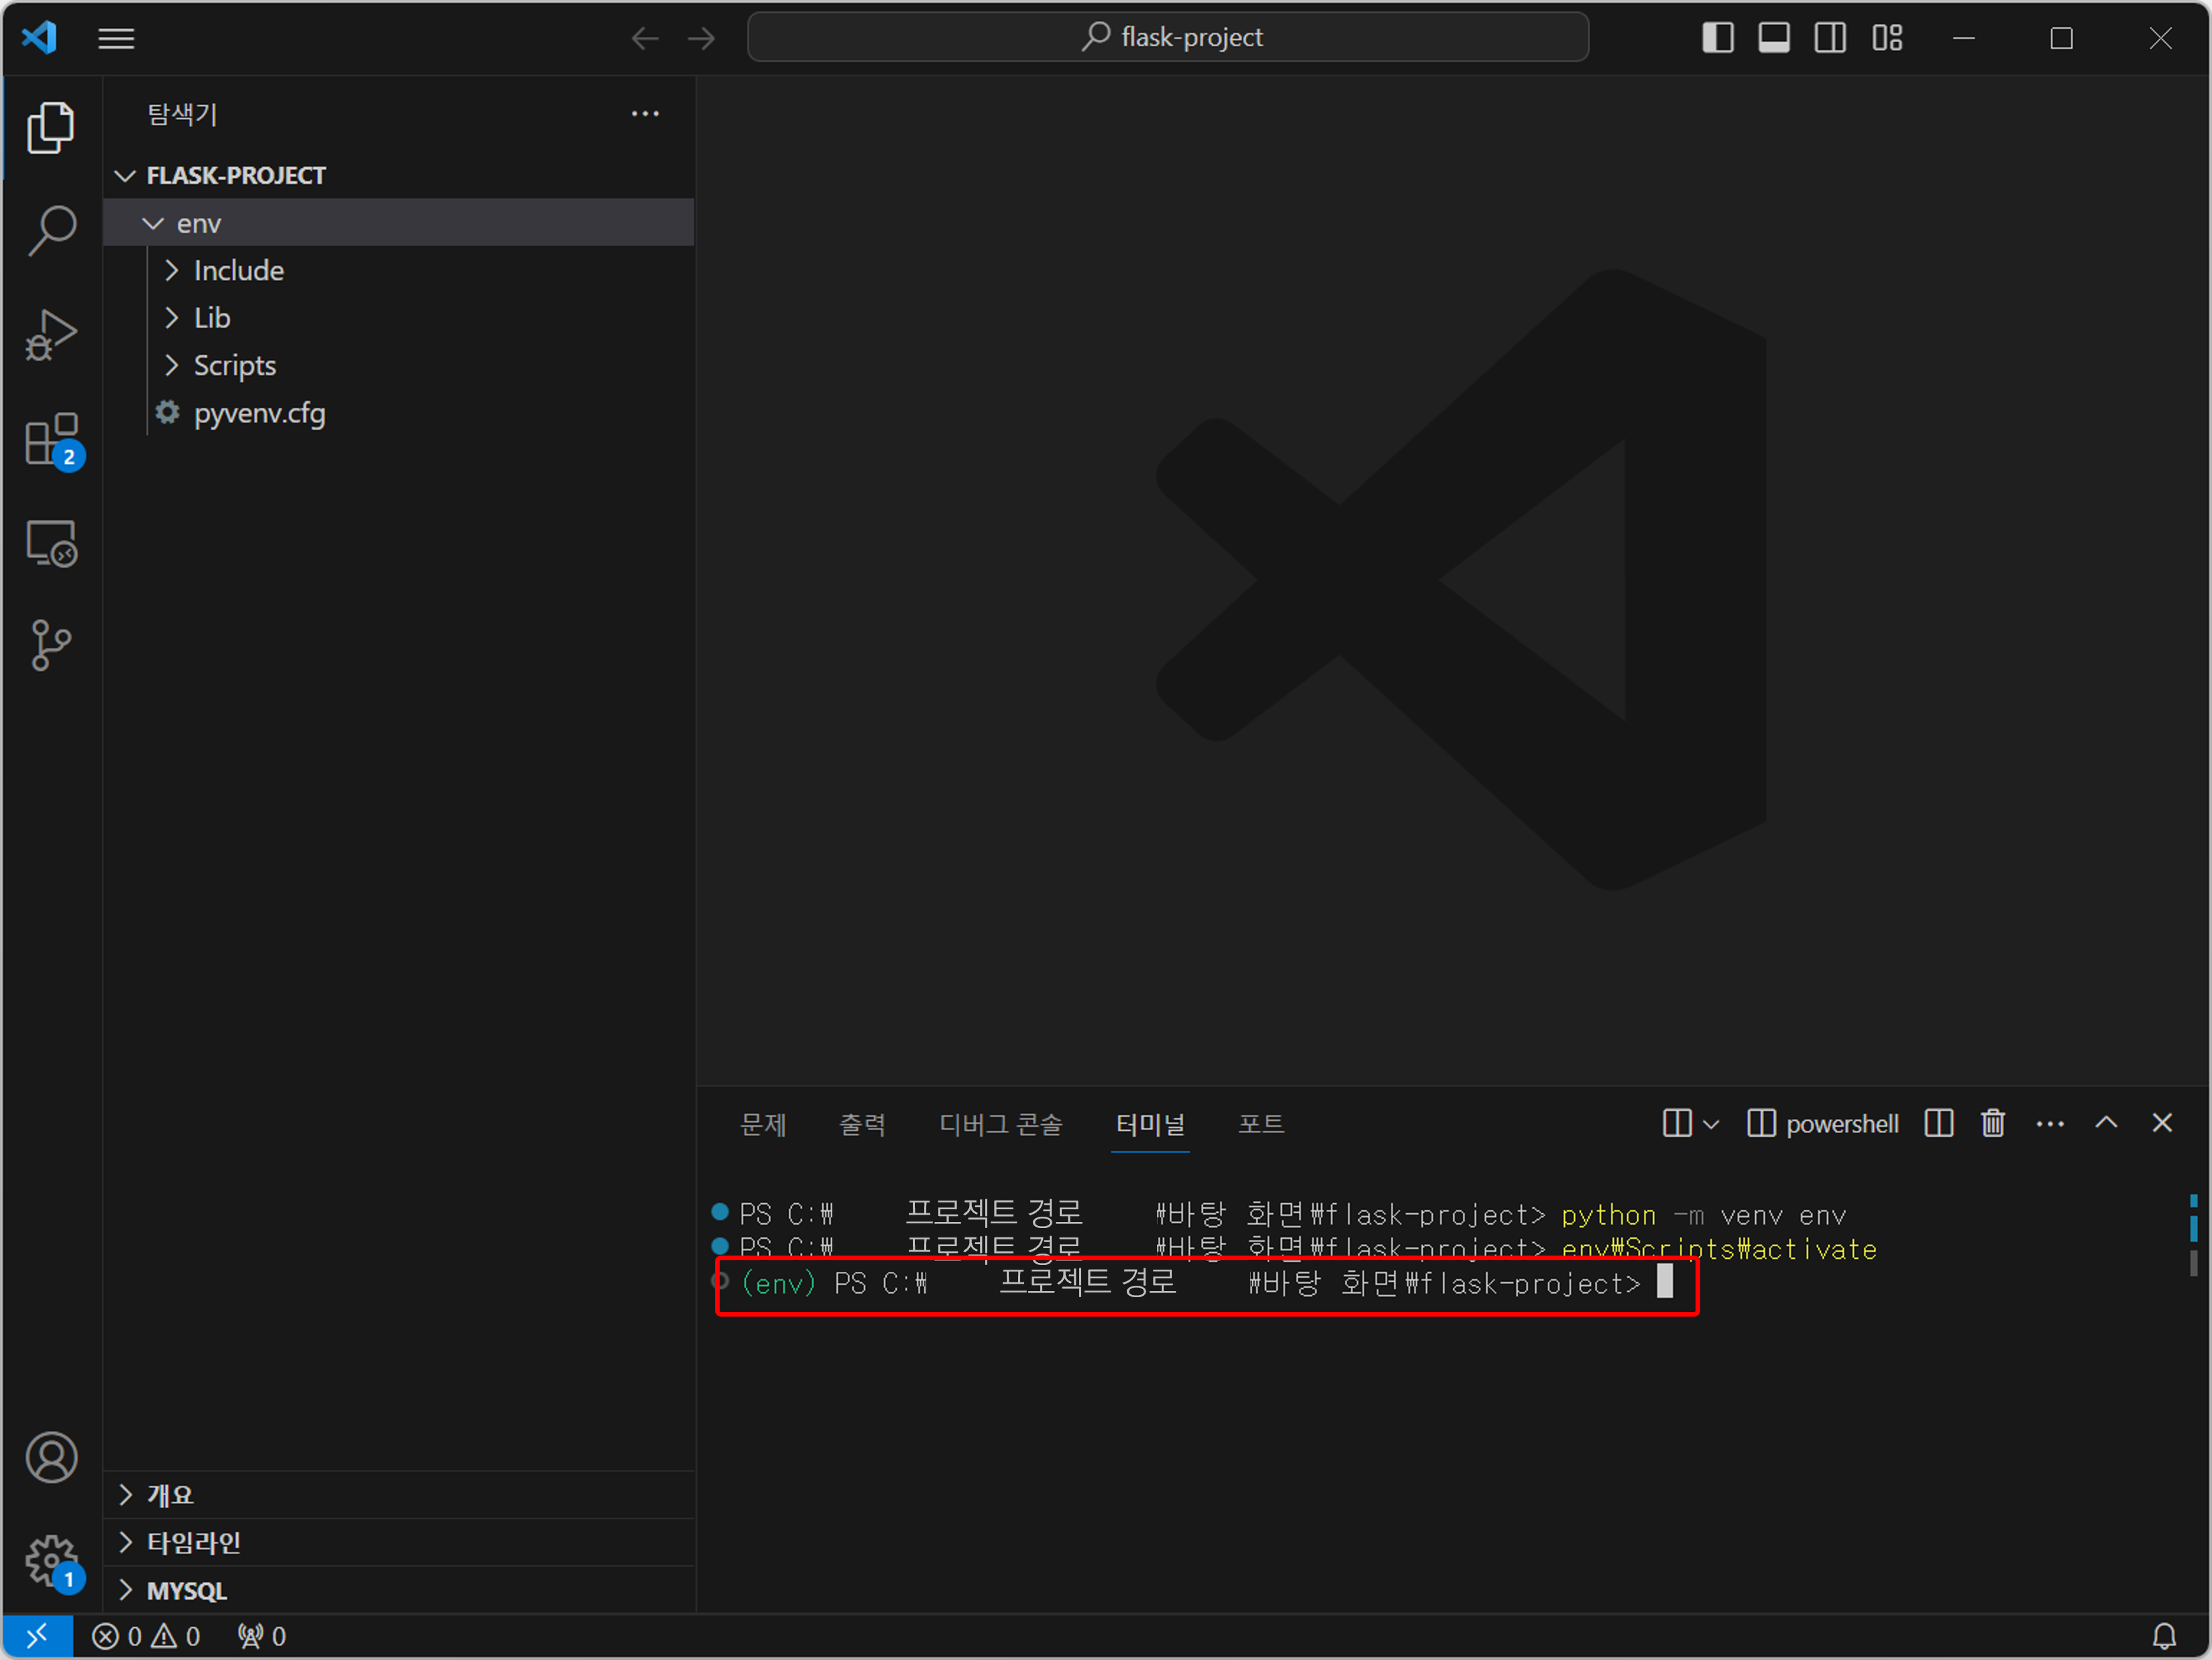 flask-project
탐색기
FLASK-PROJECT
env
Include
Lib
Scripts
pyvenv.cfg
2
문제 출력 디버그 콘솔 터미널 포트 powershell
PS C:₩ 프로젝트 경로 ₩바탕 화면₩flask-project> python -m venv env
PS C:₩ 프로젝트 경로 ₩바탕 화면₩flask-project> env₩Scripts₩activate
(env) PS C:₩ 프로젝트 경로 ₩바탕 화면₩flask-project>
개요
타임라인
MYSQL
1
0 0 0